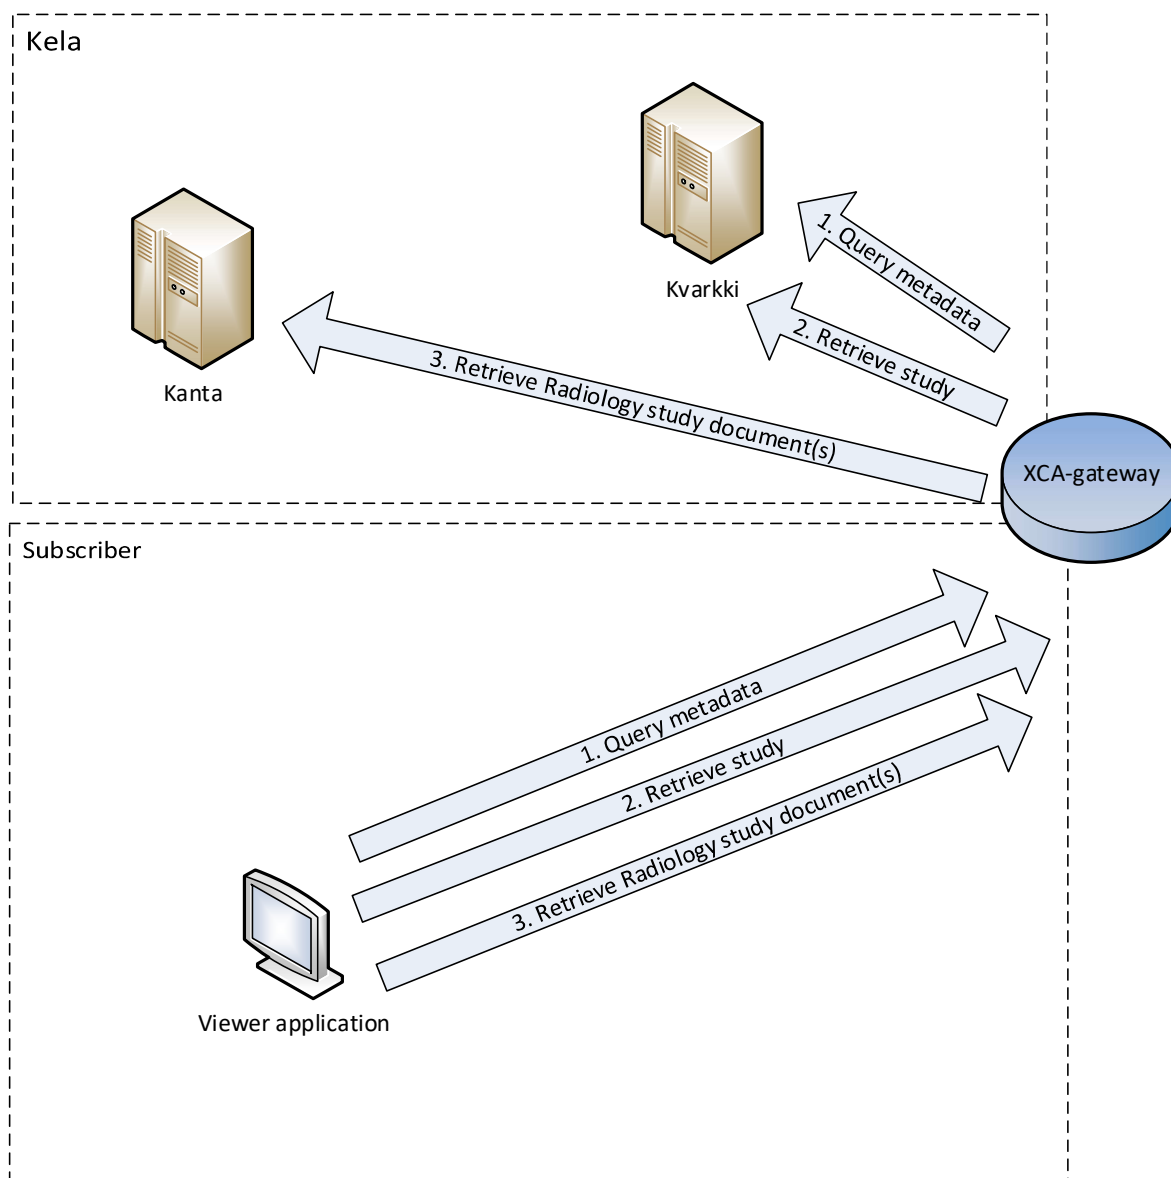 Kela
Kvarkki
Kanta
1. Query metadata
2. Retrieve study
3. Retrieve Radiology study document(s)
XCA-gateway
Subscriber
1. Query metadata
2. Retrieve study
3. Retrieve Radiology study document(s)
Viewer application